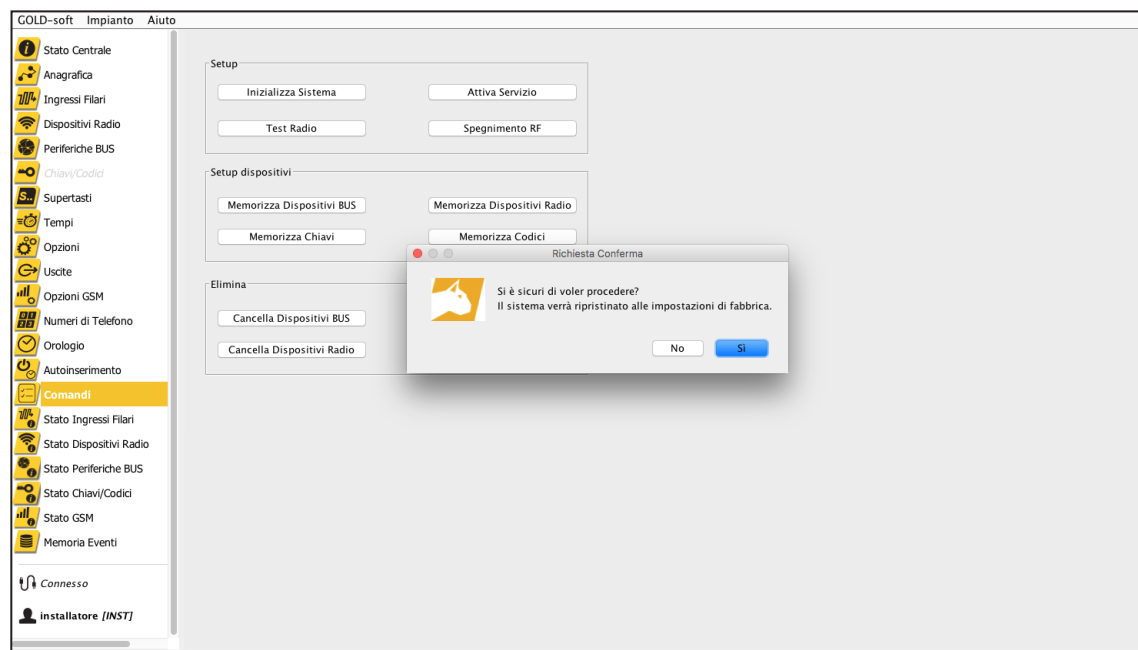 GOLD-soft Impianto Aiuto
Stato Centrale
Anagrafica
Ingressi Filari
Dispositivi Radio
Periferiche BUS
Chiavi/Codici
S..
Supertasti
Tempi
Opzioni
Uscite
Opzioni GSM
Numeri di Telefono
Orologio
Autoinserimento
Comandi
Stato Ingressi Filari
Stato Dispositivi Radio
Stato Periferiche BUS
Stato Chiavi/Codici
Stato GSM
Memoria Eventi
Connesso
installatore [INST]
Setup
Inizializza Sistema
Attiva Servizio
Test Radio
Spegnimento RF
Setup dispositivi
Memorizza Dispositivi BUS
Memorizza Dispositivi Radio
Memorizza Chiavi
Memorizza Codici
Elimina
Cancella Dispositivi BUS
Cancella Dispositivi Radio
Richiesta Conferma
Si è sicuri di voler procedere?
Il sistema verrà ripristinato alle impostazioni di fabbrica.
No
Sì